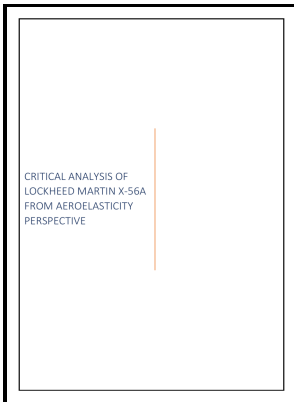 CRITICAL ANALYSIS OF
LOCKHEED MARTIN X-56A
FROM AEROELASTICITY
PERSPECTIVE